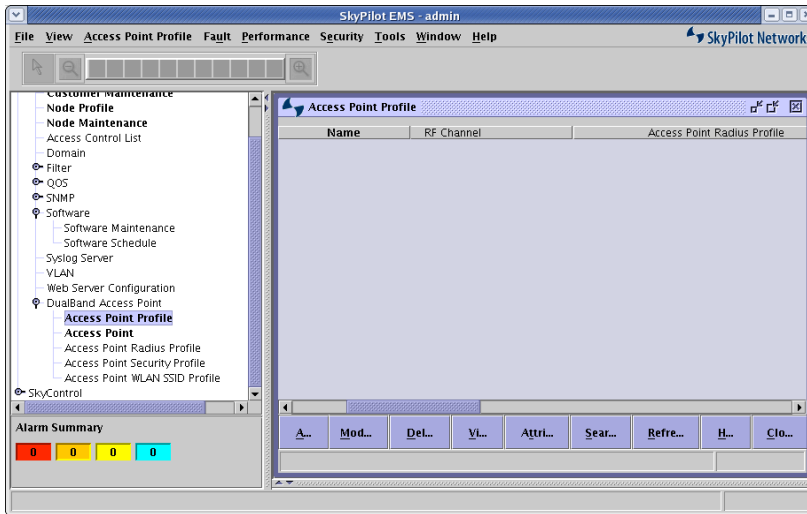 SkyPilot EMS - admin
File View Access Point Profile Fault Performance Security Tools Window Help
SkyPilot Network
Customer Maintenance
Node Profile
Node Maintenance
Access Control List
Domain
Filter
QOS
SNMP
Software
Software Maintenance
Software Schedule
Syslog Server
VLAN
Web Server Configuration
DualBand Access Point
Access Point Profile
Access Point
Access Point Radius Profile
Access Point Security Profile
Access Point WLAN SSID Profile
SkyControl
Alarm Summary
0 0 0 0
Access Point Profile
Name RF Channel Access Point Radius Profile
A... Mod... Del... Vi... Attri... Sear... Refre... H... Clo...